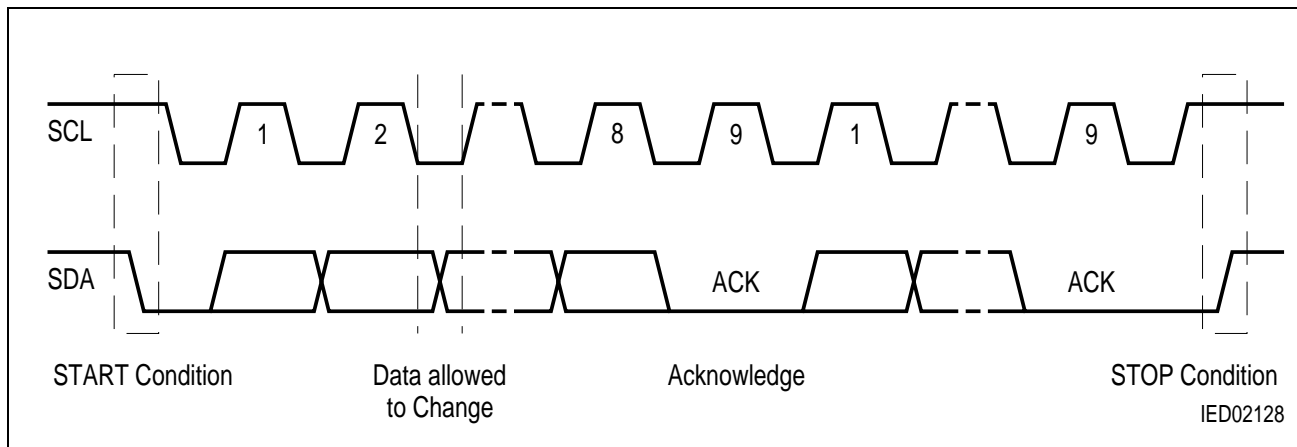 SCL 1 2 8 9 1 9
SDA ACK ACK
START Condition Data allowed to Change Acknowledge STOP Condition
IED02128